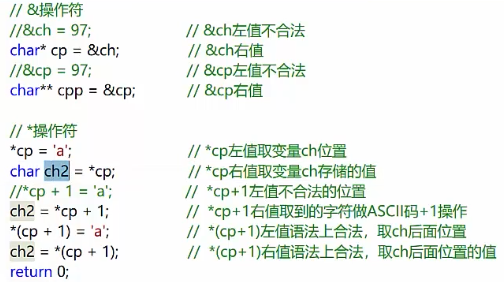 // &操作符
//&ch = 97; // &ch左值不合法
char* cp = &ch; // &ch右值
//&cp = 97; // &cp左值不合法
char** cpp = &cp; // &cp右值
// *操作符
*cp = 'a'; // *cp左值取变量ch位置
char ch2 = *cp; // *cp右值取变量ch存储的值
//*cp + 1 = 'a'; // *cp+1左值不合法的位置
ch2 = *cp + 1; // *cp+1右值取到的字符做ASCII码+1操作
*(cp + 1) = 'a'; // *(cp+1)左值语法上合法，取ch后面位置
ch2 = *(cp + 1); // *(cp+1)右值语法上合法，取ch后面位置的值
return 0;